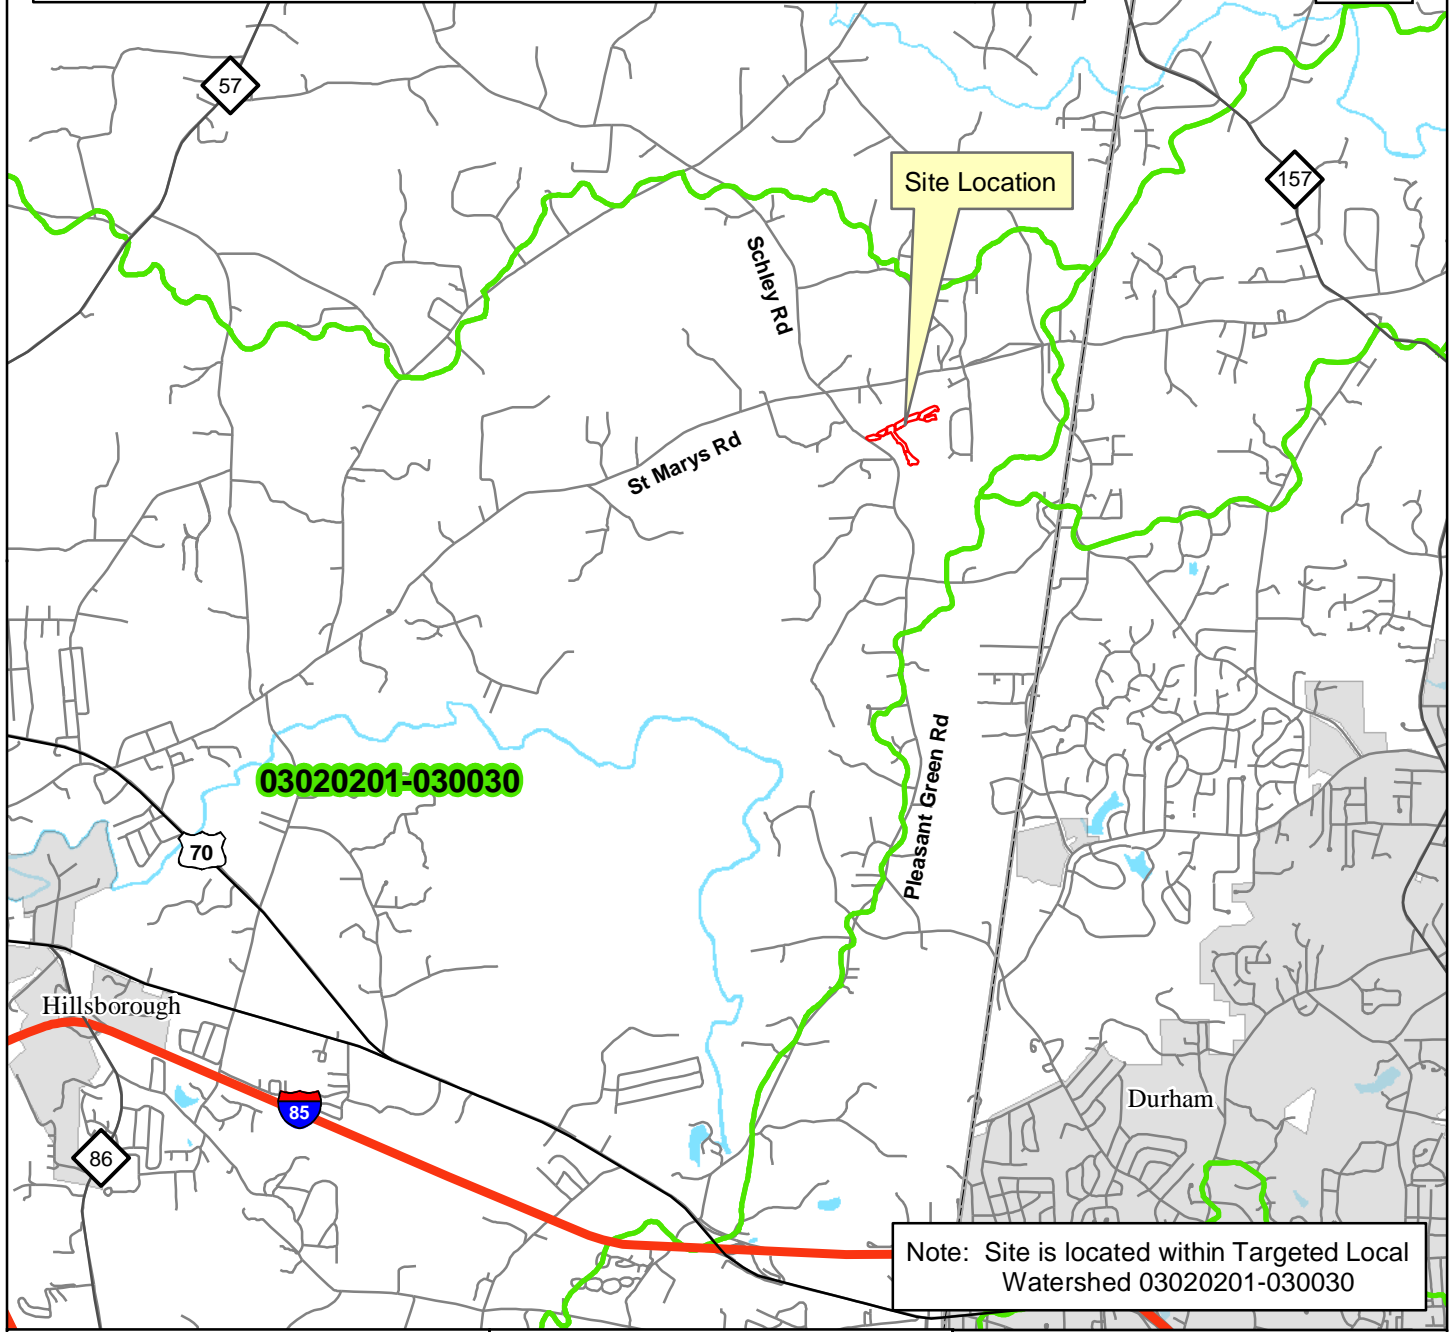 57
Site Location
157
Schley Rd
St Marys Rd
Pleasant Green Rd
03020201-030030
70
Hillsborough
85
86
Durham
Note: Site is located within Targeted Local
Watershed 03020201-030030